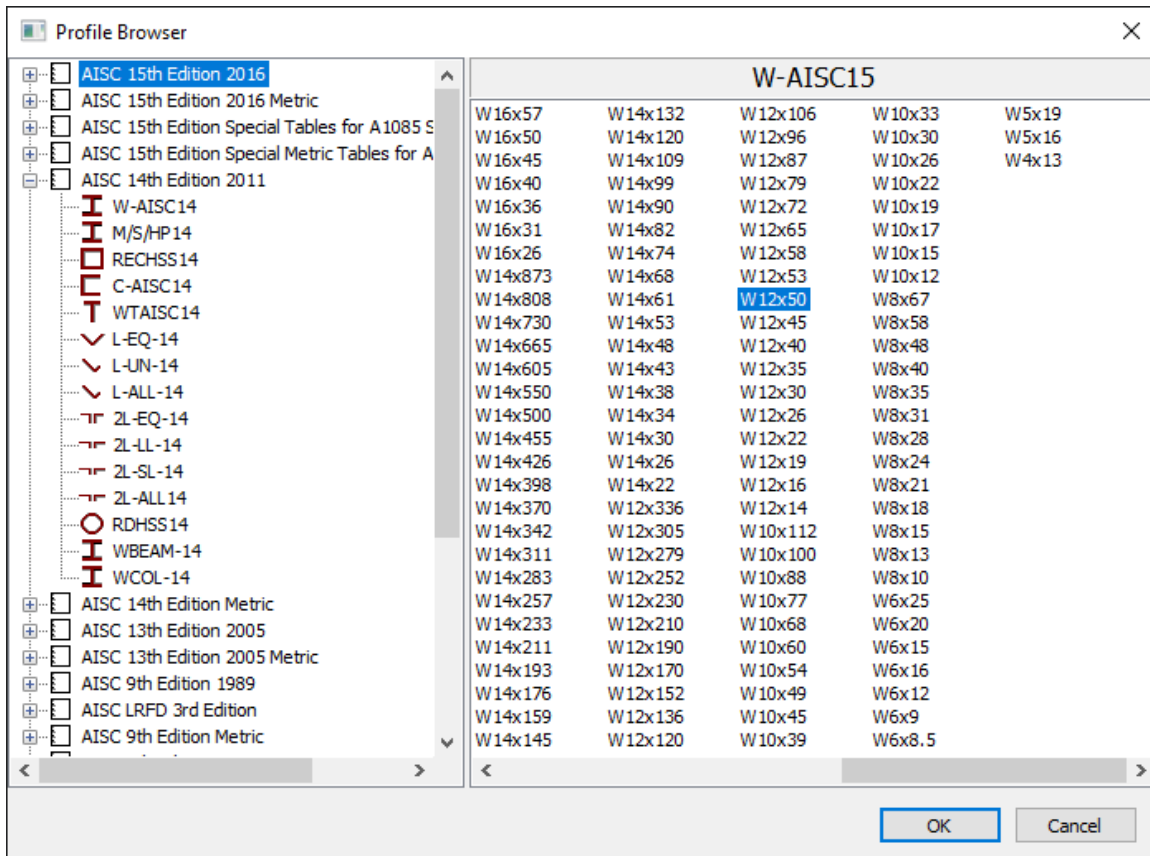 Profile Browser
AISC 15th Edition 2016
AISC 15th Edition 2016 Metric
AISC 15th Edition Special Tables for A1085 S
AISC 15th Edition Special Metric Tables for A
AISC 14th Edition 2011
W-AISC14
M/S/HP14
RECHSS14
C-AISC14
WTAISC14
L-EQ-14
L-UN-14
L-ALL-14
2L-EQ-14
2L-LL-14
2L-SL-14
2L-ALL14
RDHSS14
WBEAM-14
WCOL-14
AISC 14th Edition Metric
AISC 13th Edition 2005
AISC 13th Edition 2005 Metric
AISC 9th Edition 1989
AISC LRFD 3rd Edition
AISC 9th Edition Metric
W-AISC15
W16x57 W14x132 W12x106 W10x33 W5x19
W16x50 W14x120 W12x96 W10x30 W5x16
W16x45 W14x109 W12x87 W10x26 W4x13
W16x40 W14x99 W12x79 W10x22
W16x36 W14x90 W12x72 W10x19
W16x31 W14x82 W12x65 W10x17
W16x26 W14x74 W12x58 W10x15
W14x873 W14x68 W12x53 W10x12
W14x808 W14x61 W12x50 W8x67
W14x730 W14x53 W12x45 W8x58
W14x665 W14x48 W12x40 W8x48
W14x605 W14x43 W12x35 W8x40
W14x550 W14x38 W12x30 W8x35
W14x500 W14x34 W12x26 W8x31
W14x455 W14x30 W12x22 W8x28
W14x426 W14x26 W12x19 W8x24
W14x398 W14x22 W12x16 W8x21
W14x370 W12x336 W12x14 W8x18
W14x342 W12x305 W10x112 W8x15
W14x311 W12x279 W10x100 W8x13
W14x283 W12x252 W10x88 W8x10
W14x257 W12x230 W10x77 W6x25
W14x233 W12x210 W10x68 W6x20
W14x211 W12x190 W10x60 W6x15
W14x193 W12x170 W10x54 W6x16
W14x176 W12x152 W10x49 W6x12
W14x159 W12x136 W10x45 W6x9
W14x145 W12x120 W10x39 W6x8.5
OK Cancel